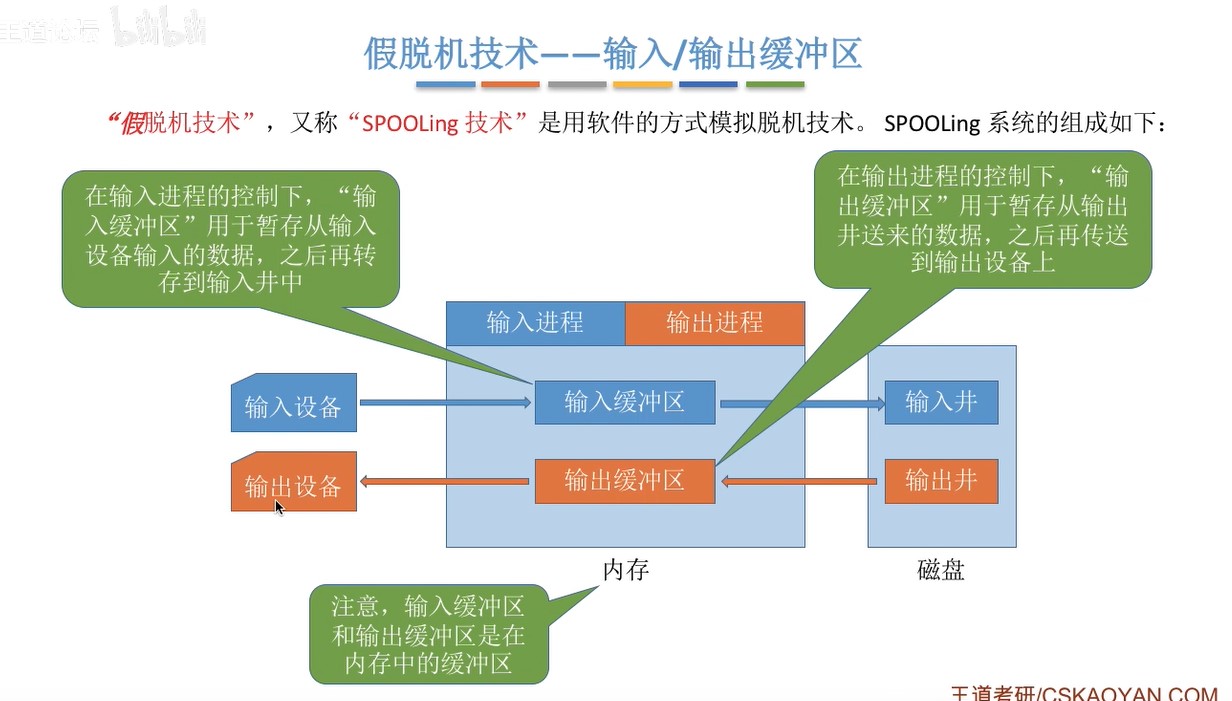 王道论坛 bilibili
假脱机技术——输入/输出缓冲区
“假脱机技术”，又称“SPOOLing 技术”是用软件的方式模拟脱机技术。 SPOOLing 系统的组成如下：
在输入进程的控制下，“输
入缓冲区”用于暂存从输入
设备输入的数据，之后再转
存到输入井中
在输出进程的控制下，“输
出缓冲区”用于暂存从输出
井送来的数据，之后再传送
到输出设备上
输入进程
输出进程
输入设备
输入缓冲区
输入井
输出设备
输出缓冲区
输出井
内存
磁盘
注意，输入缓冲区
和输出缓冲区是在
内存中的缓冲区
王道考研/CSKAOYAN.COM